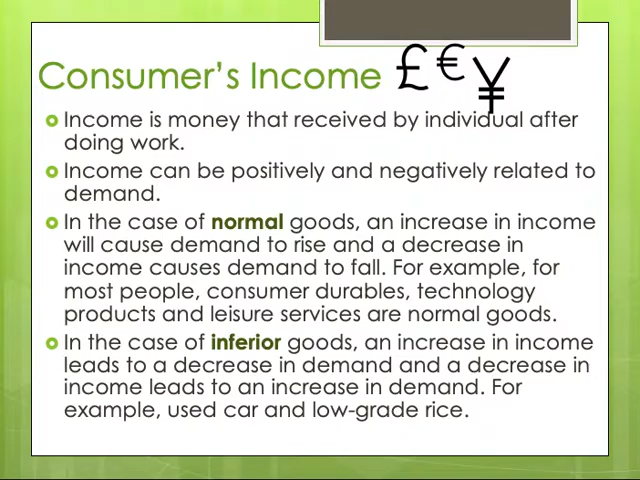 Consumer's Income £ € ¥
Income is money that received by individual after
doing work.
Income can be positively and negatively related to
demand.
In the case of normal goods, an increase in income
will cause demand to rise and a decrease in
income causes demand to fall. For example, for
most people, consumer durables, technology
products and leisure services are normal goods.
In the case of inferior goods, an increase in income
leads to a decrease in demand and a decrease in
income leads to an increase in demand. For
example, used car and low-grade rice.